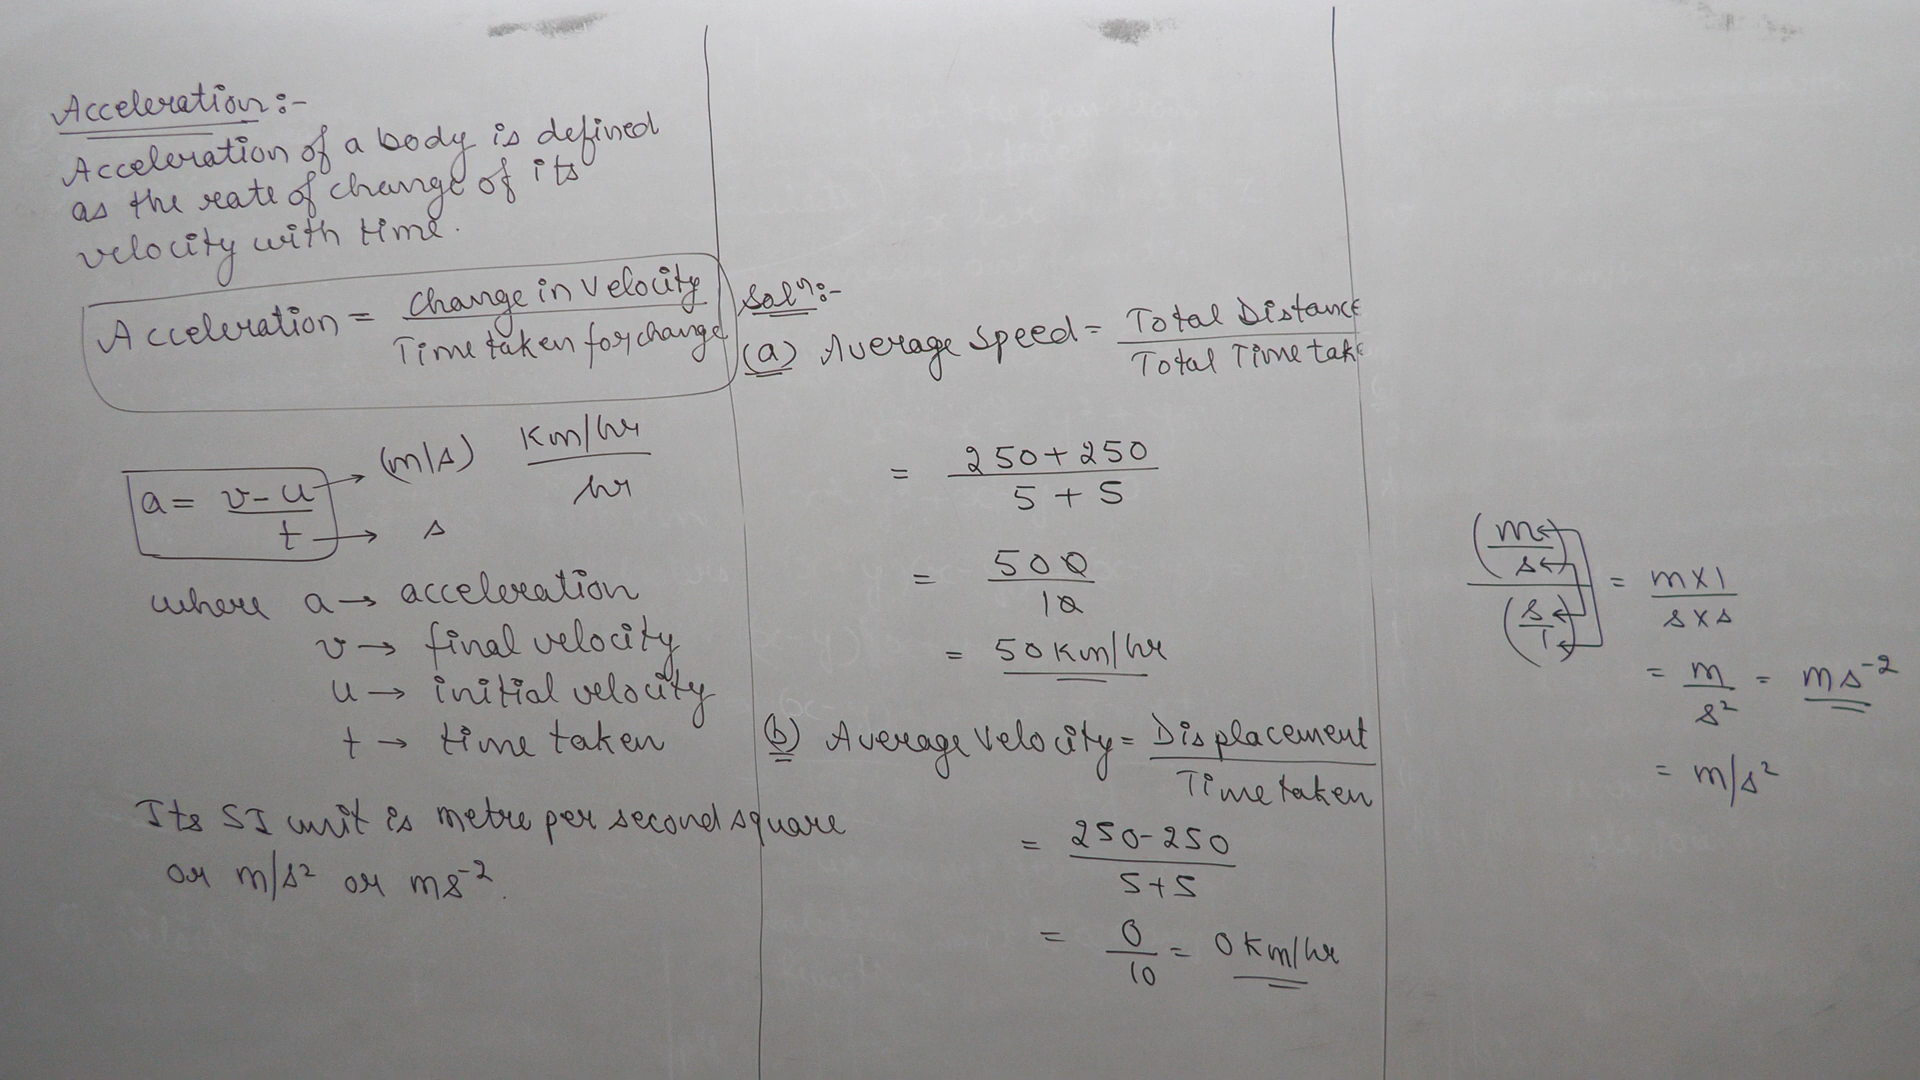 Acceleration:-
Acceleration of a body is defined
as the rate of change of its
velocity with time.
Acceleration = Change in Velocity / Time taken for change
a = v-u / t → (m/s) Km/hr / hr
→ s
where a → acceleration
v → final velocity
u → initial velocity
t → time taken
Its SI unit is metre per second square
or m/s² or ms⁻².
Solⁿ:-
(a) Average Speed = Total Distance / Total Time take
= 250+250 / 5+5
= 500 / 10
= 50 Km/hr
(b) Average Velocity = Displacement / Time taken
= 250-250 / 5+5
= 0 / 10 = 0 Km/hr
(m/s) / (s/1) = m×1 / s×s
= m / s² = ms⁻²
= m/s²